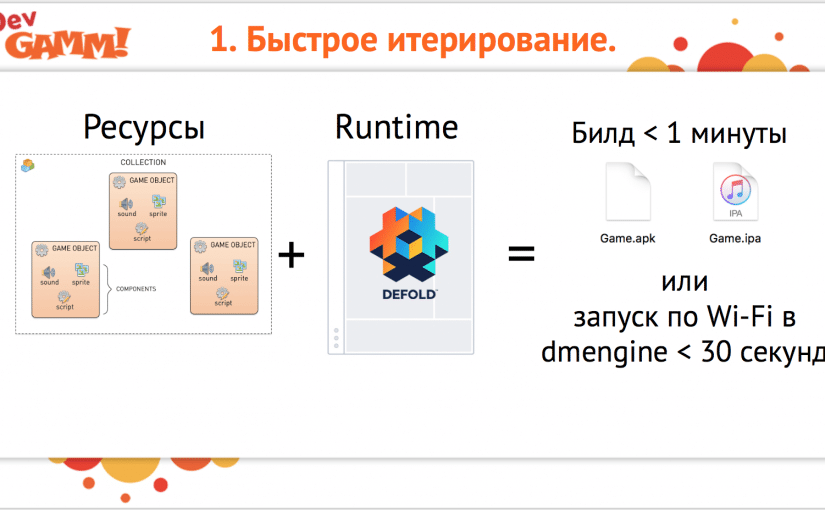 Dev
GAMM!
1. Быстрое итерирование.
Ресурсы
Runtime
Билд < 1 минуты
COLLECTION
GAME OBJECT
sound
sprite
script
GAME OBJECT
sound
sprite
script
COMPONENTS
GAME OBJECT
sound
sprite
script
+
DEFOLD
=
IPA
Game.apk
Game.ipa
или
запуск по Wi-Fi в
dmengine < 30 секунд